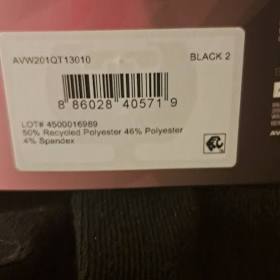 AVW201QT13010 BLACK 2
8 86028 40571 9
LOT# 4500016989
50% Recycled Polyester 46% Polyester
4% Spandex